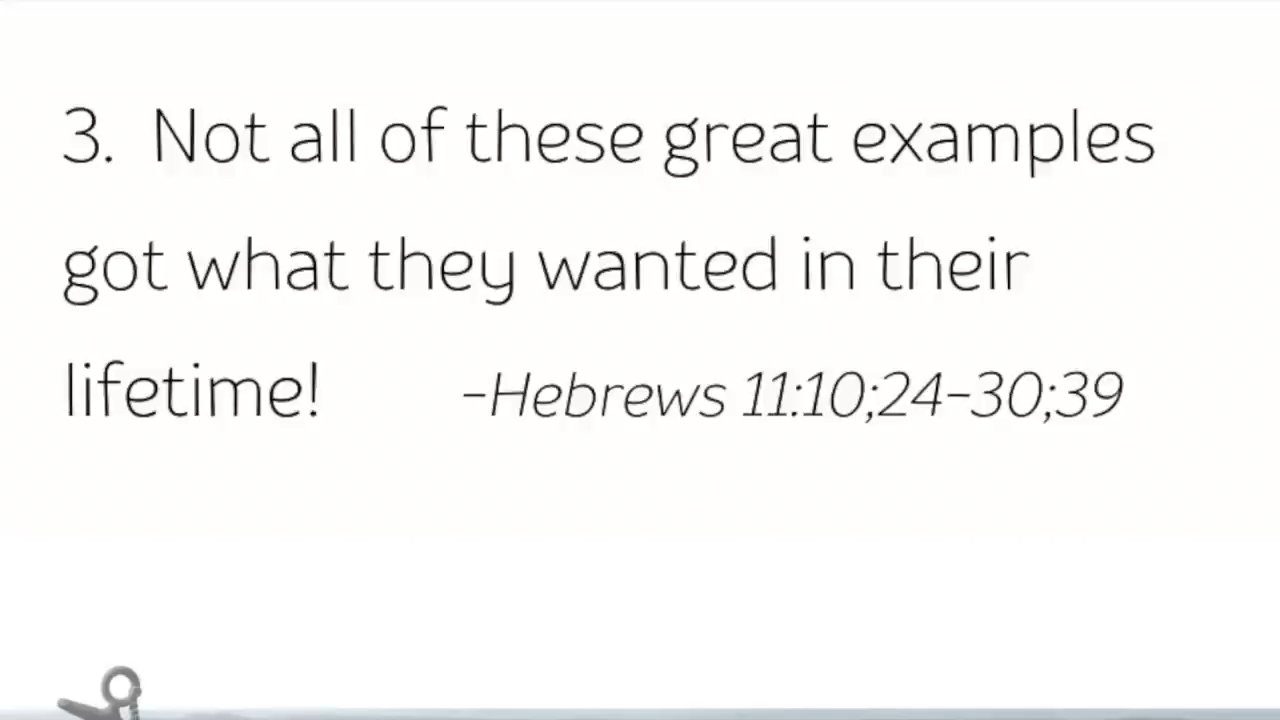 3. Not all of these great examples
got what they wanted in their
lifetime! -Hebrews 11:10;24-30;39